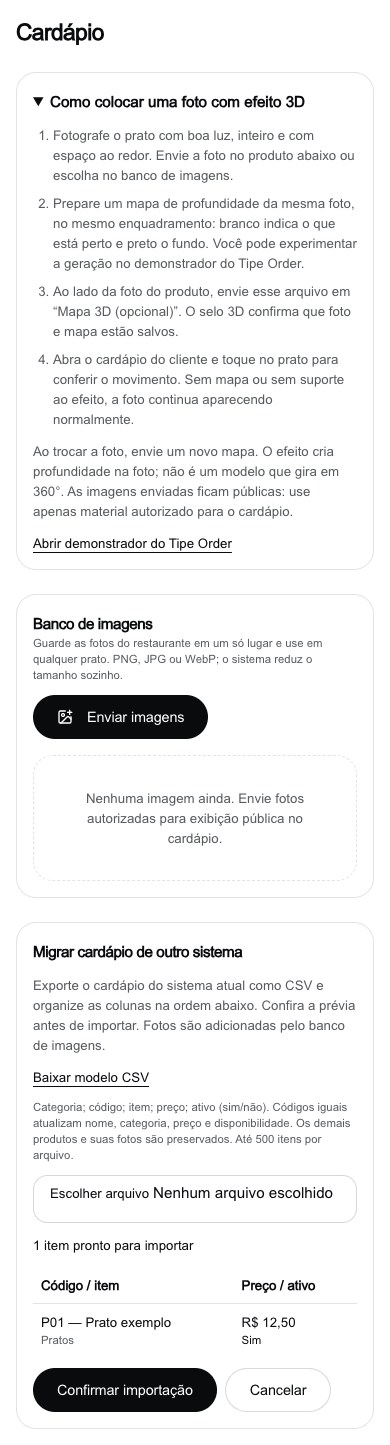 Cardápio
Como colocar uma foto com efeito 3D
1. Fotografe o prato com boa luz, inteiro e com
espaço ao redor. Envie a foto no produto abaixo ou
escolha no banco de imagens.
2. Prepare um mapa de profundidade da mesma foto,
no mesmo enquadramento: branco indica o que
está perto e preto o fundo. Você pode experimentar
a geração no demonstrador do Tipe Order.
3. Ao lado da foto do produto, envie esse arquivo em
“Mapa 3D (opcional)”. O selo 3D confirma que foto
e mapa estão salvos.
4. Abra o cardápio do cliente e toque no prato para
conferir o movimento. Sem mapa ou sem suporte
ao efeito, a foto continua aparecendo
normalmente.
Ao trocar a foto, envie um novo mapa. O efeito cria
profundidade na foto; não é um modelo que gira em
360°. As imagens enviadas ficam públicas: use
apenas material autorizado para o cardápio.
Abrir demonstrador do Tipe Order
Banco de imagens
Guarde as fotos do restaurante em um só lugar e use em
qualquer prato. PNG, JPG ou WebP; o sistema reduz o
tamanho sozinho.
Enviar imagens
Nenhuma imagem ainda. Envie fotos
autorizadas para exibição pública no
cardápio.
Migrar cardápio de outro sistema
Exporte o cardápio do sistema atual como CSV e
organize as colunas na ordem abaixo. Confira a prévia
antes de importar. Fotos são adicionadas pelo banco
de imagens.
Baixar modelo CSV
Categoria; código; item; preço; ativo (sim/não). Códigos iguais
atualizam nome, categoria, preço e disponibilidade. Os demais
produtos e suas fotos são preservados. Até 500 itens por
arquivo.
Escolher arquivo Nenhum arquivo escolhido
1 item pronto para importar
Código / item Preço / ativo
P01 — Prato exemplo R$ 12,50
Pratos Sim
Confirmar importação Cancelar